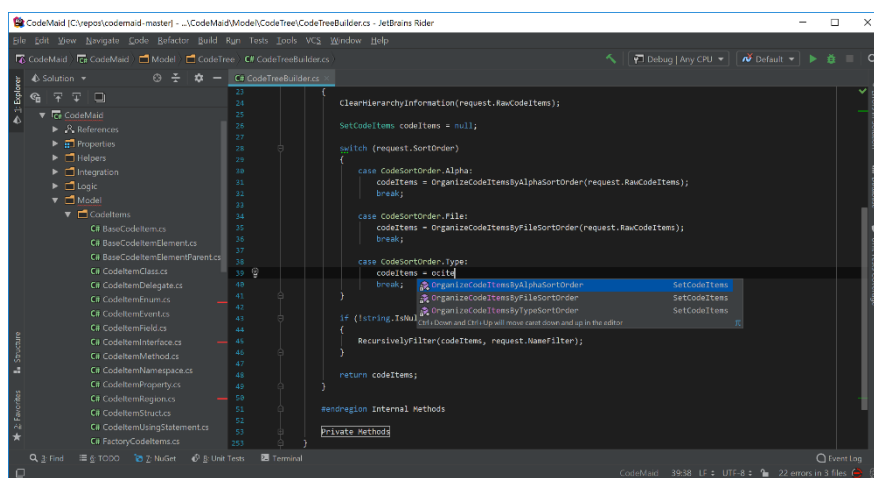 CodeMaid [C:\repos\codemaid-master] - ...\CodeMaid\Model\CodeTree\CodeTreeBuilder.cs - JetBrains Rider
File Edit View Navigate Code Refactor Build Run Tests Tools VCS Window Help
CodeMaid CodeMaid Model CodeTree C# CodeTreeBuilder.cs Debug | Any CPU Default
1: Explorer
Solution C# CodeTreeBuilder.cs
CodeMaid
References
Properties
Helpers
Integration
Logic
Model
CodeItems
C# BaseCodeItem.cs
C# BaseCodeItemElement.cs
C# BaseCodeItemElementParent.cs
C# CodeItemClass.cs
C# CodeItemDelegate.cs
C# CodeItemEnum.cs
C# CodeItemEvent.cs
C# CodeItemField.cs
C# CodeItemInterface.cs
C# CodeItemMethod.cs
C# CodeItemNamespace.cs
C# CodeItemProperty.cs
C# CodeItemRegion.cs
C# CodeItemStruct.cs
C# CodeItemUsingStatement.cs
C# FactoryCodeItems.cs
Structure
2: Favorites
23 {
24 ClearHierarchyInformation(request.RawCodeItems);
25
26 SetCodeItems codeItems = null;
27
28 switch (request.SortOrder)
29 {
30 case CodeSortOrder.Alpha:
31 codeItems = OrganizeCodeItemsByAlphaSortOrder(request.RawCodeItems);
32 break;
33
34 case CodeSortOrder.File:
35 codeItems = OrganizeCodeItemsByFileSortOrder(request.RawCodeItems);
36 break;
37
38 case CodeSortOrder.Type:
39 codeItems = ocite
40 break;
41 }
42
43 if (!string.IsNul
44 {
45 RecursivelyFilter(codeItems, request.NameFilter);
46 }
47
48 return codeItems;
49 }
50
51 #endregion Internal Methods
52
53 Private Methods
253 }
OrganizeCodeItemsByAlphaSortOrder SetCodeItems
OrganizeCodeItemsByFileSortOrder SetCodeItems
OrganizeCodeItemsByTypeSortOrder SetCodeItems
Ctrl+Down and Ctrl+Up will move caret down and up in the editor
3: Find 6: TODO 7: NuGet 8: Unit Tests Terminal Event Log
CodeMaid 39:38 LF UTF-8 22 errors in 3 files